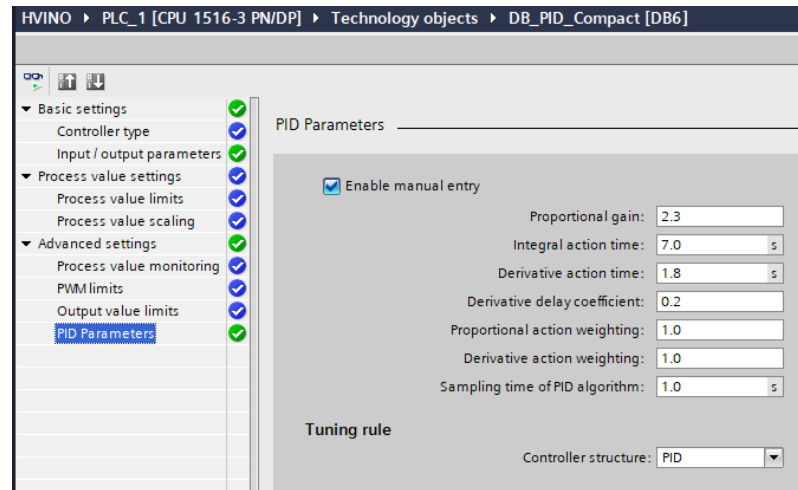 HVINO ▸ PLC_1 [CPU 1516-3 PN/DP] ▸ Technology objects ▸ DB_PID_Compact [DB6]
Basic settings
Controller type
Input / output parameters
Process value settings
Process value limits
Process value scaling
Advanced settings
Process value monitoring
PWM limits
Output value limits
PID Parameters
PID Parameters
Enable manual entry
Proportional gain: 2.3
Integral action time: 7.0 s
Derivative action time: 1.8 s
Derivative delay coefficient: 0.2
Proportional action weighting: 1.0
Derivative action weighting: 1.0
Sampling time of PID algorithm: 1.0 s
Tuning rule
Controller structure: PID